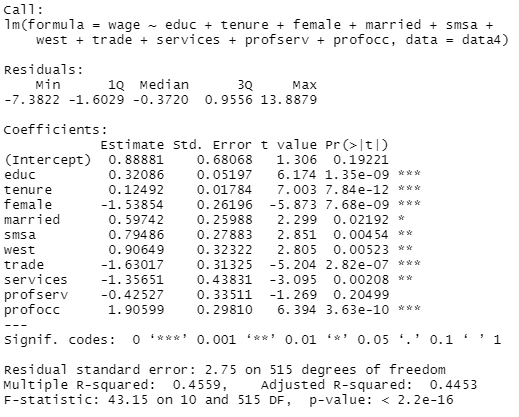 Call:
lm(formula = wage ~ educ + tenure + female + married + smsa +
    west + trade + services + profserv + profocc, data = data4)

Residuals:
    Min      1Q  Median      3Q     Max
-7.3822 -1.6029 -0.3720  0.9556 13.8879

Coefficients:
            Estimate Std. Error t value Pr(>|t|)
(Intercept)  0.88881    0.68068   1.306  0.19221
educ         0.32086    0.05197   6.174 1.35e-09 ***
tenure       0.12492    0.01784   7.003 7.84e-12 ***
female      -1.53854    0.26196  -5.873 7.68e-09 ***
married      0.59742    0.25988   2.299  0.02192 *
smsa         0.79486    0.27883   2.851  0.00454 **
west         0.90649    0.32322   2.805  0.00523 **
trade       -1.63017    0.31325  -5.204 2.82e-07 ***
services    -1.35651    0.43831  -3.095  0.00208 **
profserv    -0.42527    0.33511  -1.269  0.20499
profocc      1.90599    0.29810   6.394 3.63e-10 ***
---
Signif. codes:  0 ‘***’ 0.001 ‘**’ 0.01 ‘*’ 0.05 ‘.’ 0.1 ‘ ’ 1

Residual standard error: 2.75 on 515 degrees of freedom
Multiple R-squared:  0.4559,    Adjusted R-squared:  0.4453
F-statistic: 43.15 on 10 and 515 DF,  p-value: < 2.2e-16